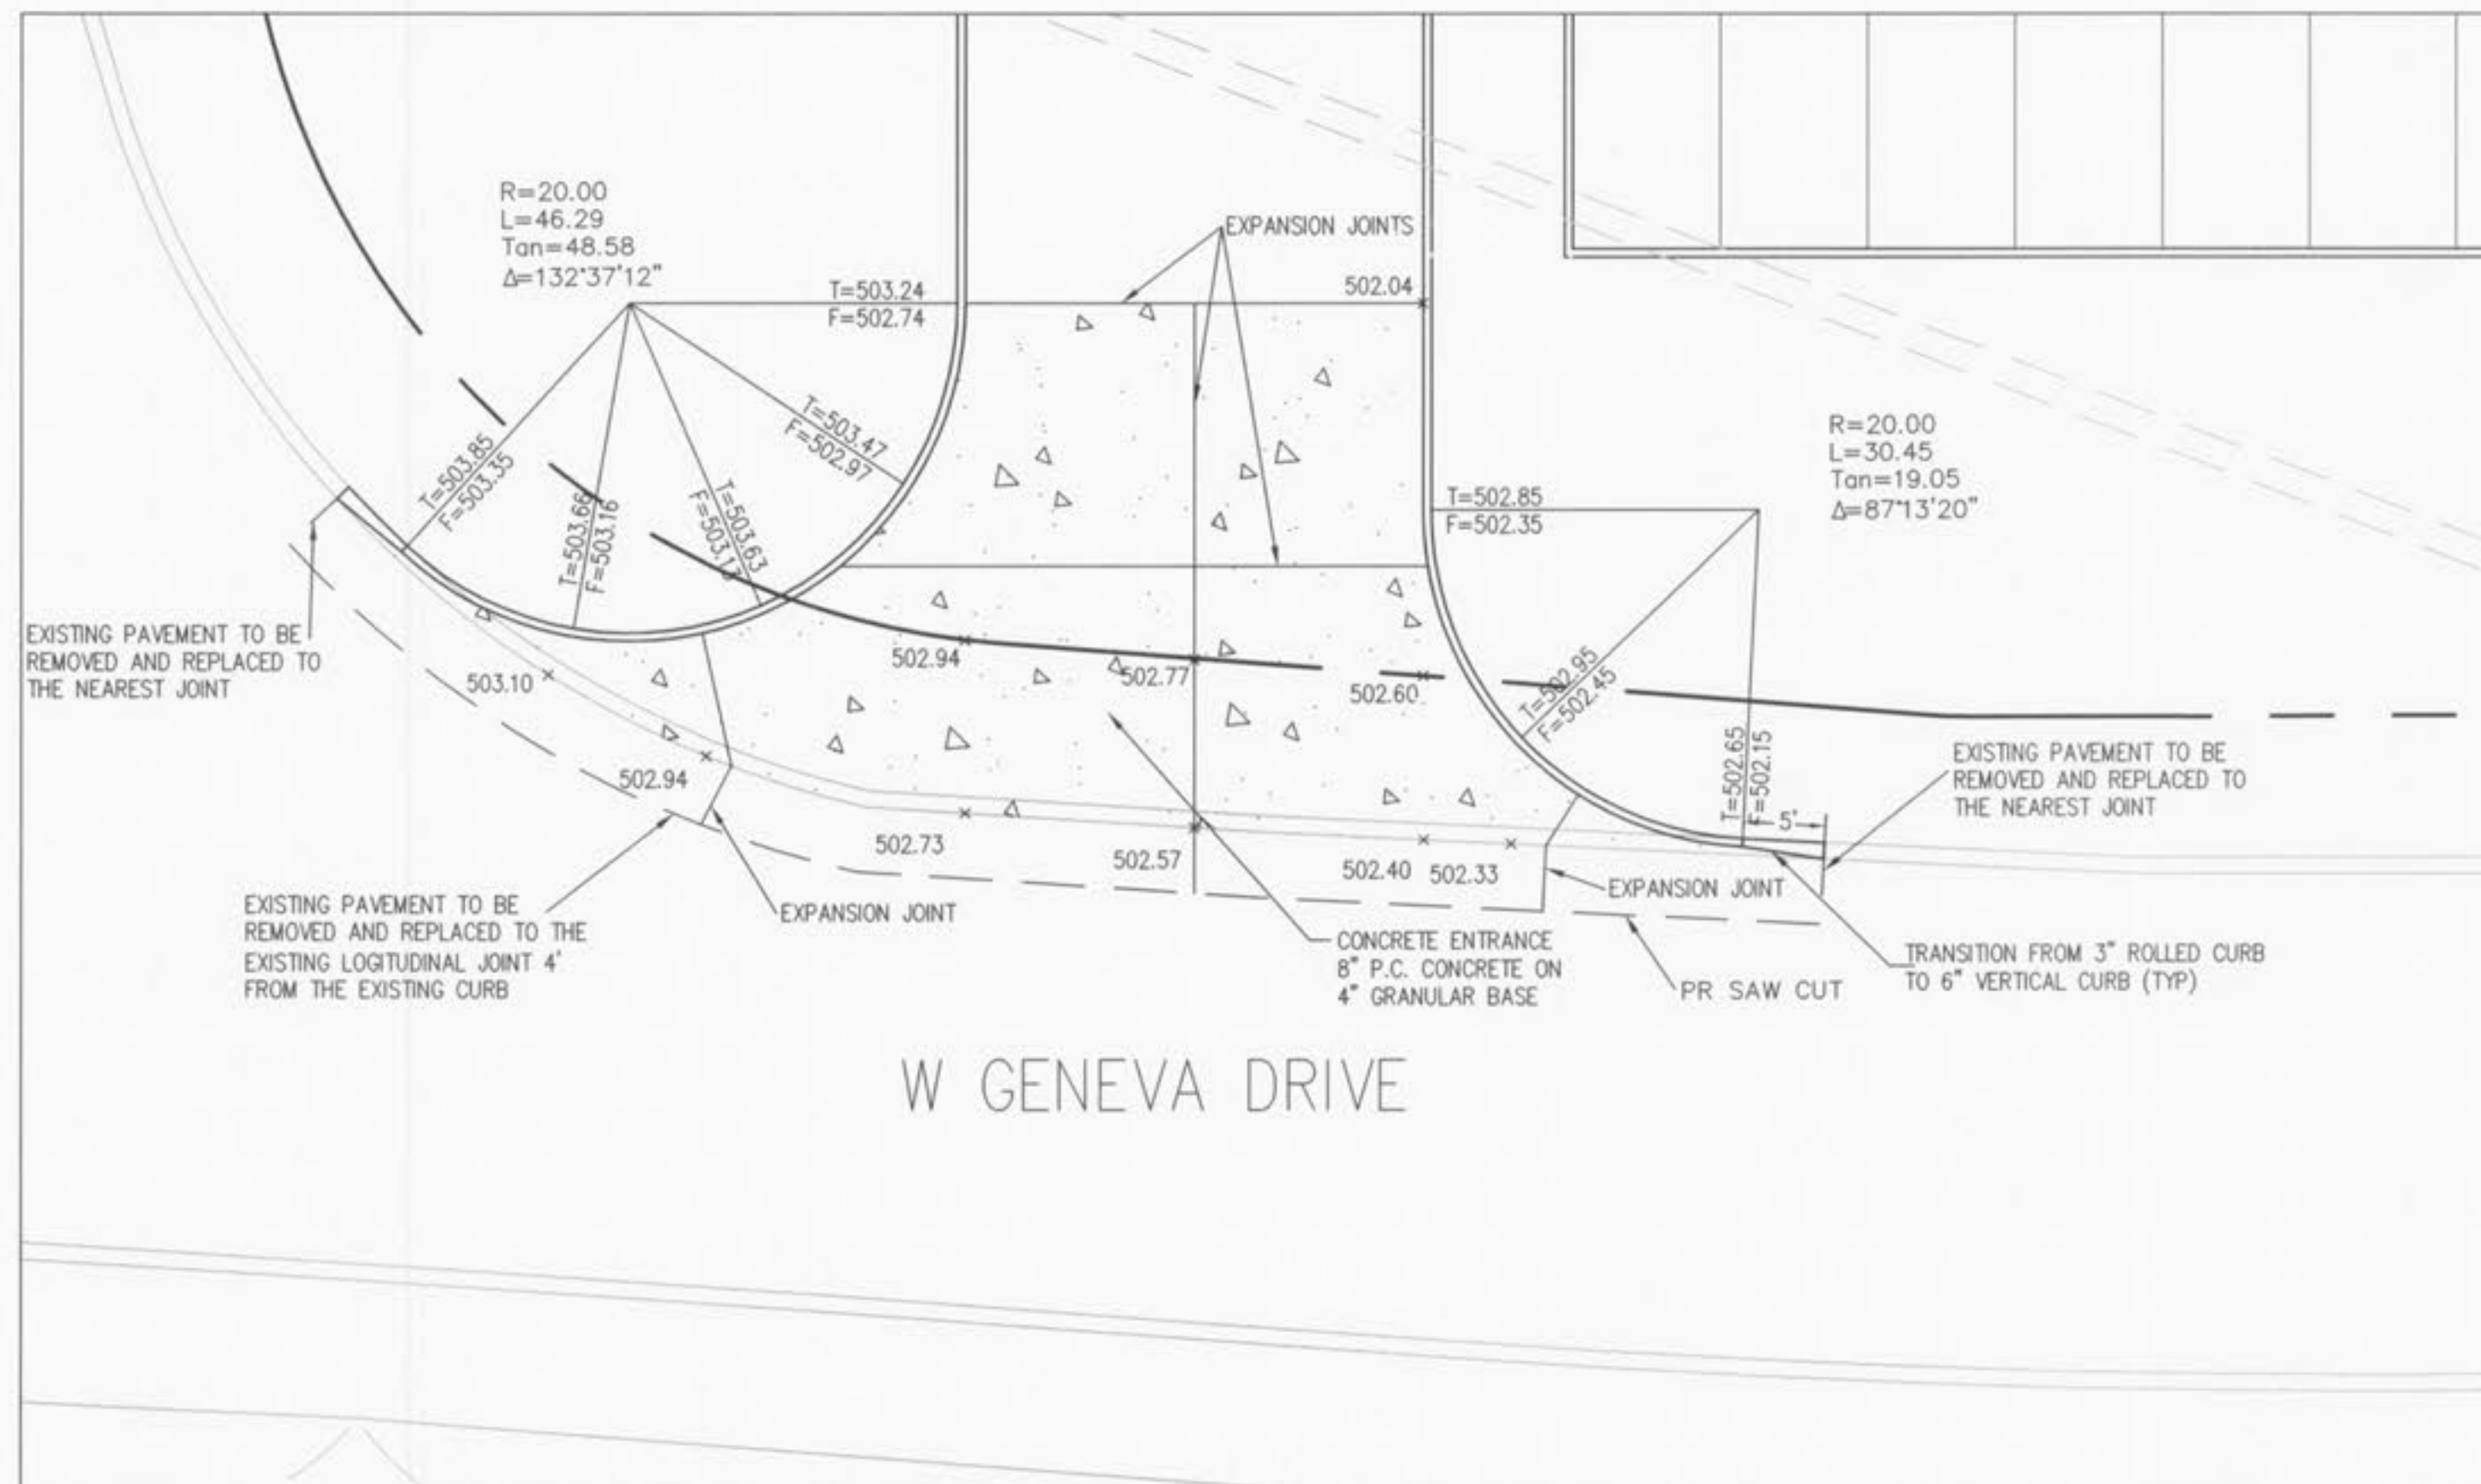 R=20.00
L=46.29
Tan=48.58
Δ=132°37'12"
EXPANSION JOINTS
T=503.24
F=502.74
502.04
T=503.47
F=502.97
T=503.85
F=503.35
T=503.66
F=503.16
T=503.63
F=503.13
R=20.00
L=30.45
Tan=19.05
Δ=87°13'20"
T=502.85
F=502.35
EXISTING PAVEMENT TO BE
REMOVED AND REPLACED TO
THE NEAREST JOINT
503.10
502.94
502.77
502.60
T=502.95
F=502.45
T=502.65
F=502.15
5'
EXISTING PAVEMENT TO BE
REMOVED AND REPLACED TO
THE NEAREST JOINT
502.94
502.73
502.57
502.40
502.33
EXPANSION JOINT
EXISTING PAVEMENT TO BE
REMOVED AND REPLACED TO THE
EXISTING LOGITUDINAL JOINT 4'
FROM THE EXISTING CURB
EXPANSION JOINT
CONCRETE ENTRANCE
8" P.C. CONCRETE ON
4" GRANULAR BASE
PR SAW CUT
TRANSITION FROM 3" ROLLED CURB
TO 6" VERTICAL CURB (TYP)
W GENEVA DRIVE